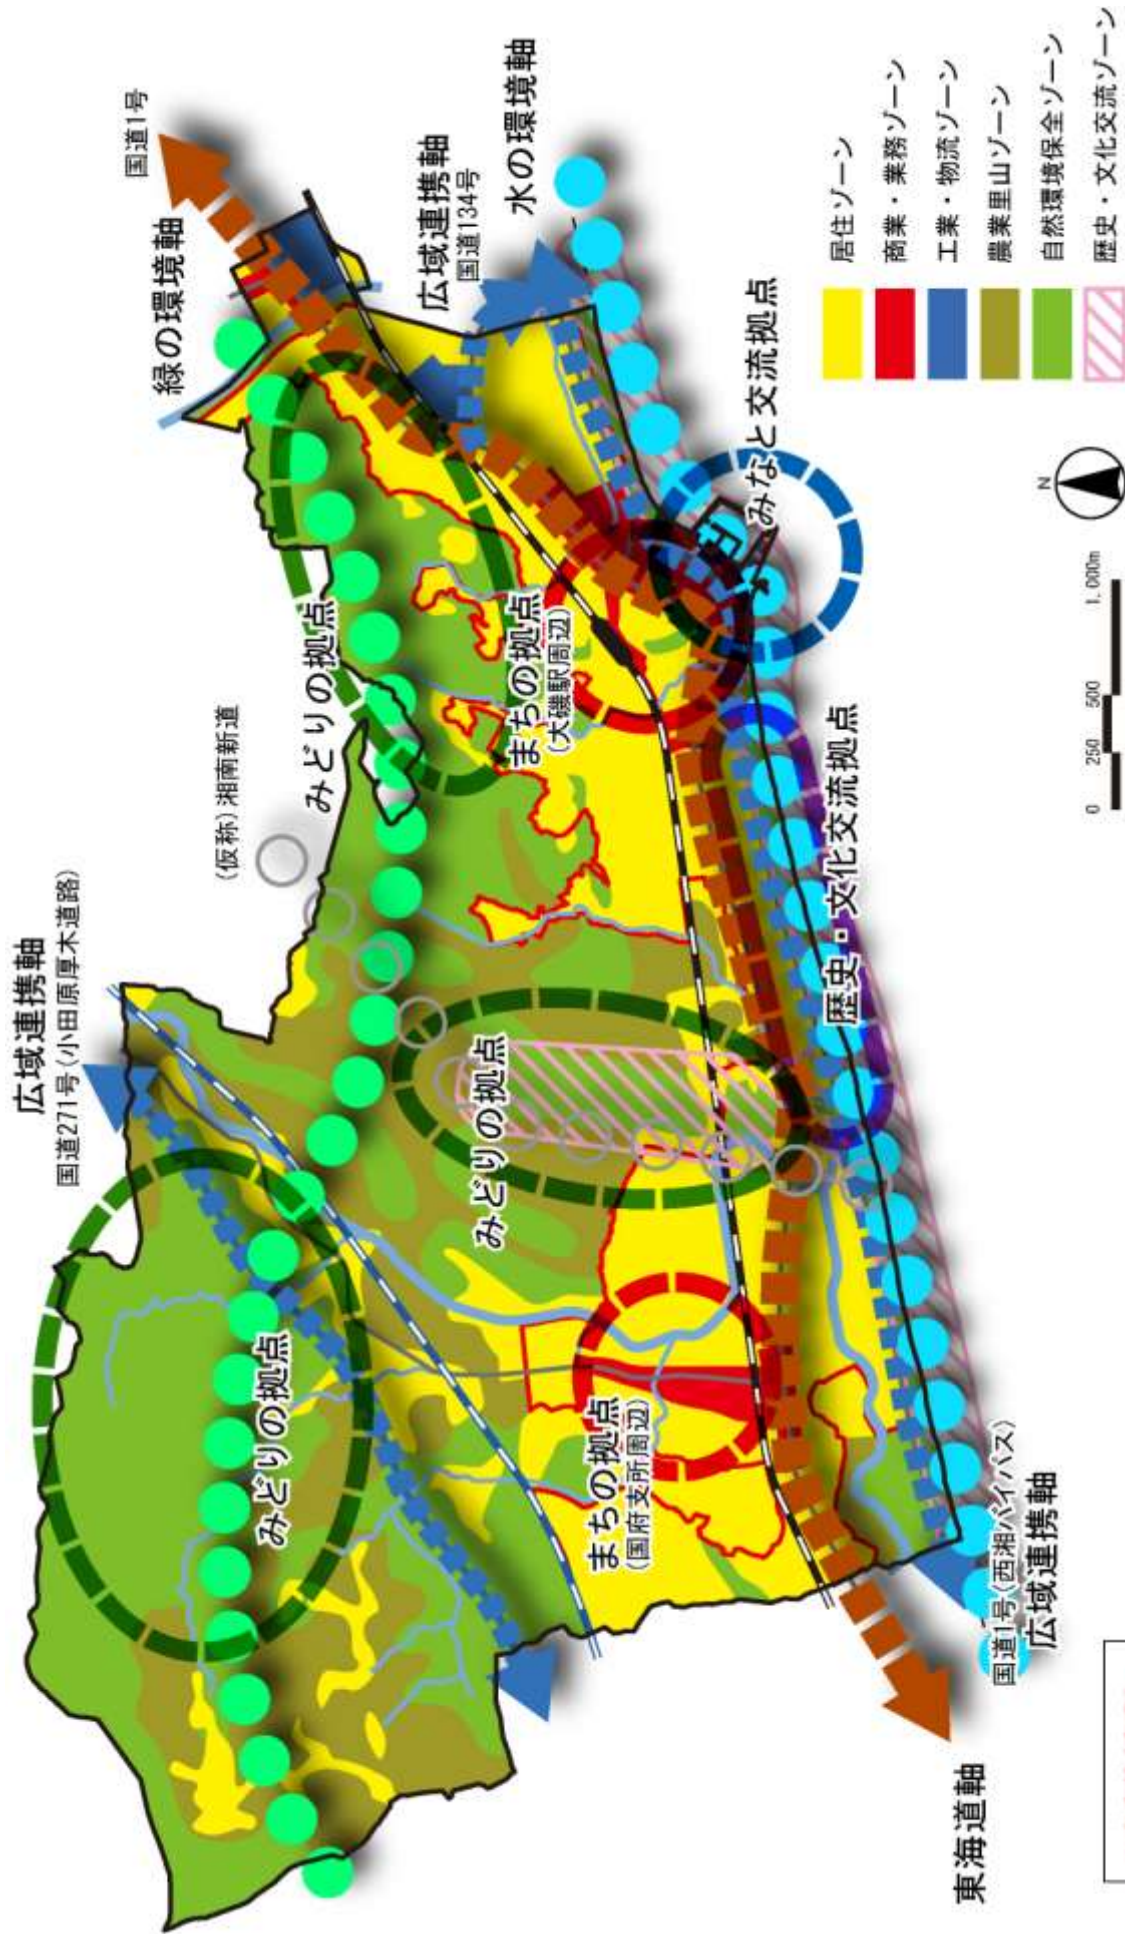 広域連携軸
国道271号(小田原厚木道路)
(仮称)湘南新道
緑の環境軸
国道1号
みどりの拠点
みどりの拠点
みどりの拠点
広域連携軸
国道134号
水の環境軸
まちの拠点
(大磯駅周辺)
まちの拠点
(国府支所周辺)
みなと交流拠点
歴史・文化交流拠点
国道1号(西湘バイパス)
広域連携軸
東海道軸
居住ゾーン
商業・業務ゾーン
工業・物流ゾーン
農業里山ゾーン
自然環境保全ゾーン
歴史・文化交流ゾーン
N
0 250 500 1,000m